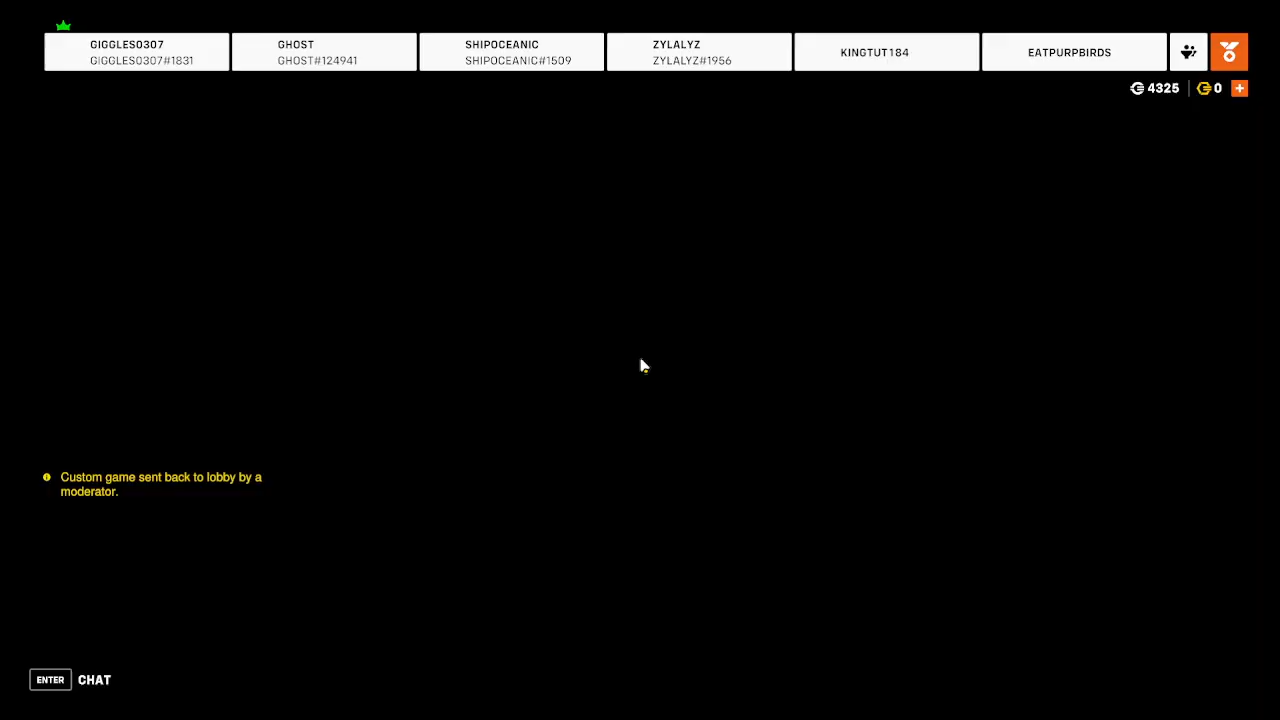 GIGGLES0307
GIGGLES0307#1831
GHOST
GHOST#124941
SHIPOCEANIC
SHIPOCEANIC#1509
ZYLALYZ
ZYLALYZ#1956
KINGTUT184
EATPURPBIRDS
4325
0
+
Custom game sent back to lobby by a
moderator.
ENTER CHAT